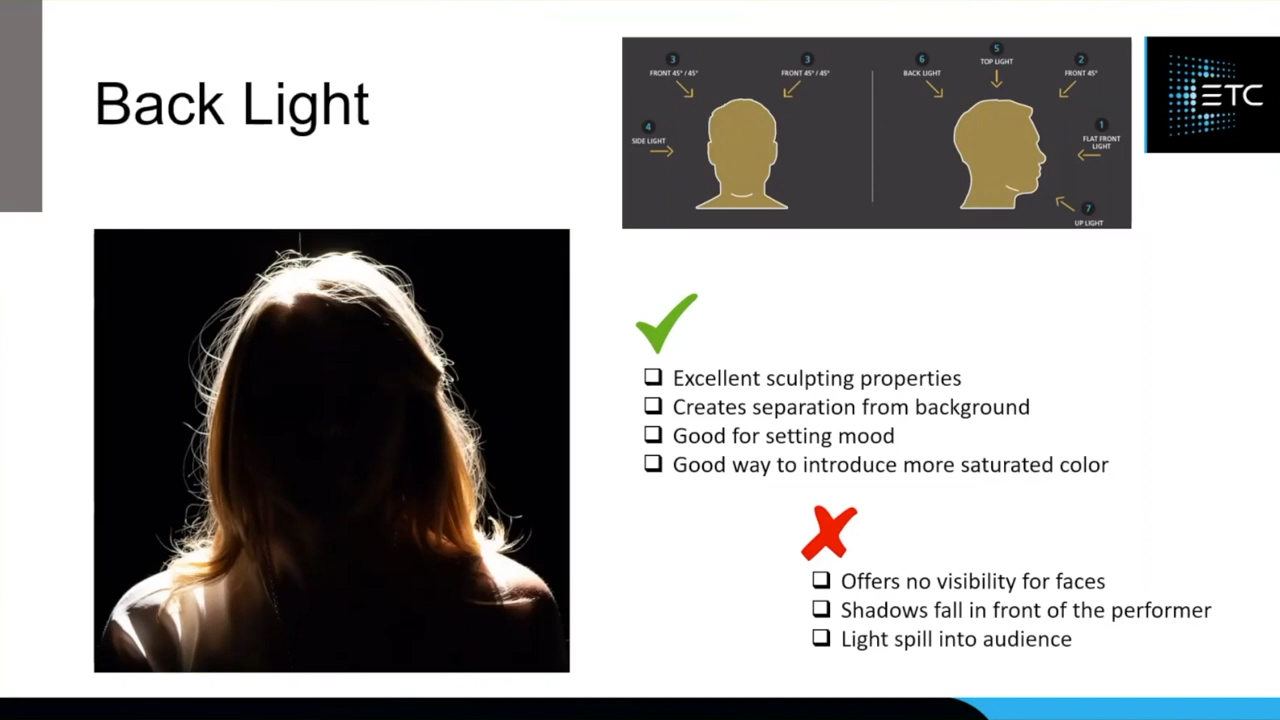 Back Light
3
FRONT 45° / 45°
3
FRONT 45° / 45°
4
SIDE LIGHT
6
BACK LIGHT
5
TOP LIGHT
2
FRONT 45°
1
FLAT FRONT
LIGHT
7
UP LIGHT
ETC
Excellent sculpting properties
Creates separation from background
Good for setting mood
Good way to introduce more saturated color
Offers no visibility for faces
Shadows fall in front of the performer
Light spill into audience